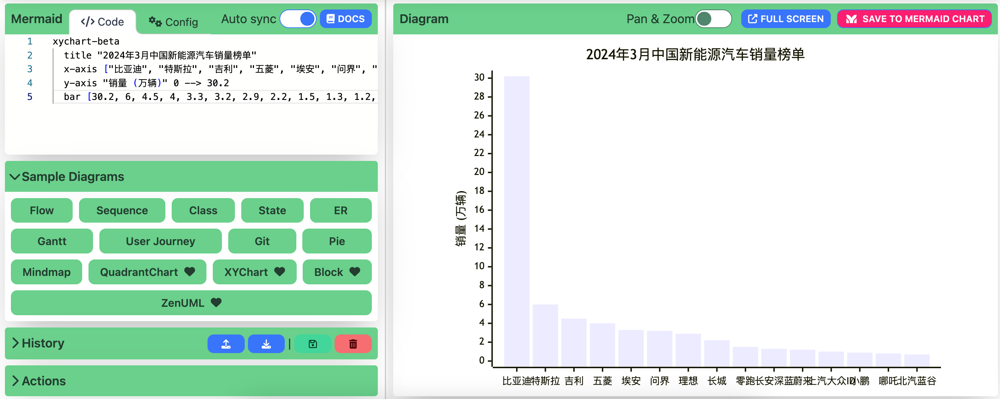 Mermaid
Code
Config
Auto sync
DOCS
1 xychart-beta
2 title "2024年3月中国新能源汽车销量榜单"
3 x-axis ["比亚迪", "特斯拉", "吉利", "五菱", "埃安", "问界", "
4 y-axis "销量 (万辆)" 0 --> 30.2
5 bar [30.2, 6, 4.5, 4, 3.3, 3.2, 2.9, 2.2, 1.5, 1.3, 1.2,
Sample Diagrams
Flow
Sequence
Class
State
ER
Gantt
User Journey
Git
Pie
Mindmap
QuadrantChart
XYChart
Block
ZenUML
History
|
Actions
Diagram
Pan & Zoom
FULL SCREEN
SAVE TO MERMAID CHART
2024年3月中国新能源汽车销量榜单
销量 (万辆)
30
28
26
24
22
20
18
16
14
12
10
8
6
4
2
0
比亚迪
特斯拉
吉利
五菱
埃安
问界
理想
长城
零跑
长安深蓝
蔚来
上汽大众ID
小鹏
哪吒
北汽蓝谷